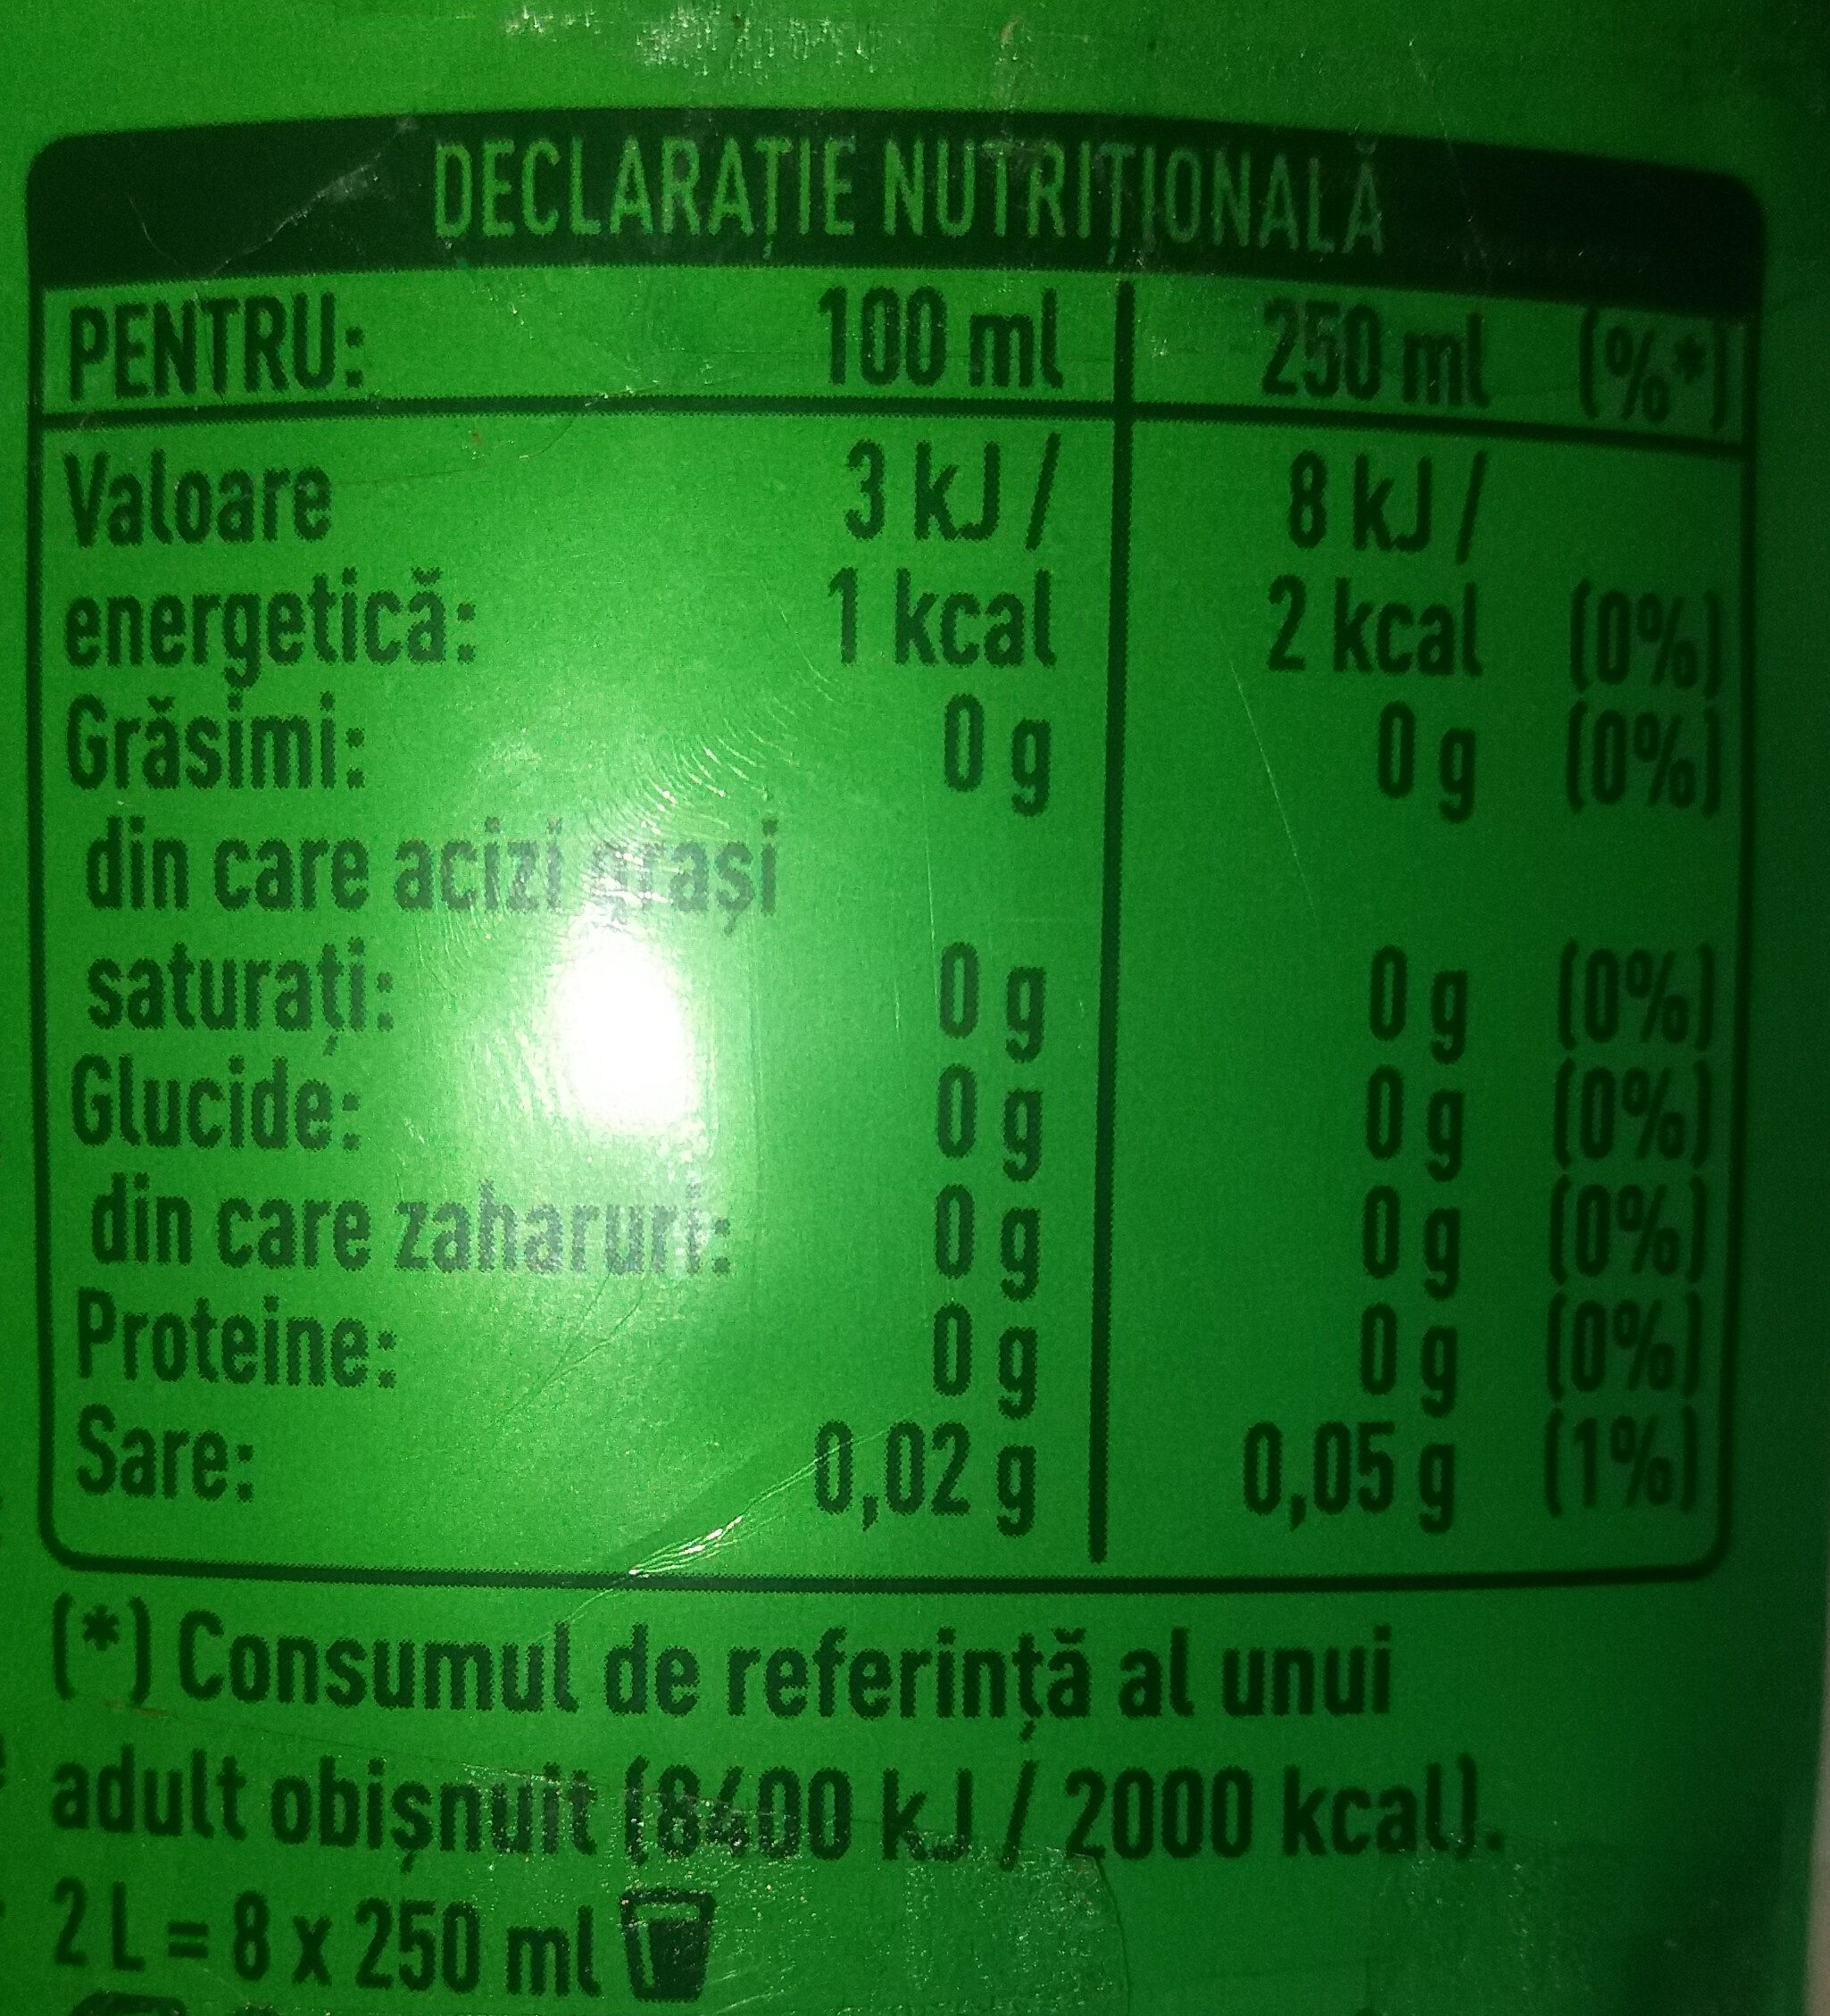 DECLARAȚIE NUTRIȚIONALĂ
PENTRU: 100 ml 250 ml (%*)
Valoare 3 kJ / 8 kJ /
energetică: 1 kcal 2 kcal (0%)
Grăsimi: 0 g 0 g (0%)
din care acizi grași
saturați: 0 g 0 g (0%)
Glucide: 0 g 0 g (0%)
din care zaharuri: 0 g 0 g (0%)
Proteine: 0 g 0 g (0%)
Sare: 0,02 g 0,05 g (1%)
(*) Consumul de referință al unui
adult obișnuit (8400 kJ / 2000 kcal).
2 L = 8 x 250 ml